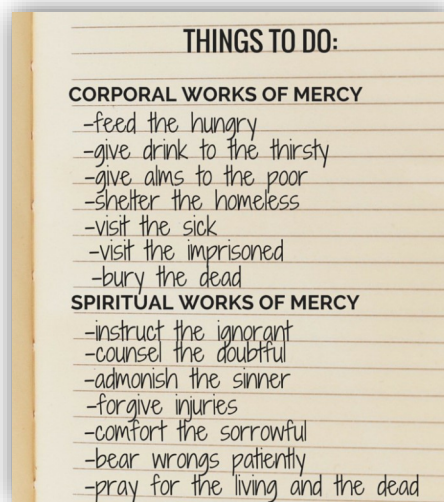 THINGS TO DO:
CORPORAL WORKS OF MERCY
-feed the hungry
-give drink to the thirsty
-give alms to the poor
-shelter the homeless
-visit the sick
-visit the imprisoned
-bury the dead
SPIRITUAL WORKS OF MERCY
-instruct the ignorant
-counsel the doubtful
-admonish the sinner
-forgive injuries
-comfort the sorrowful
-bear wrongs patiently
-pray for the living and the dead